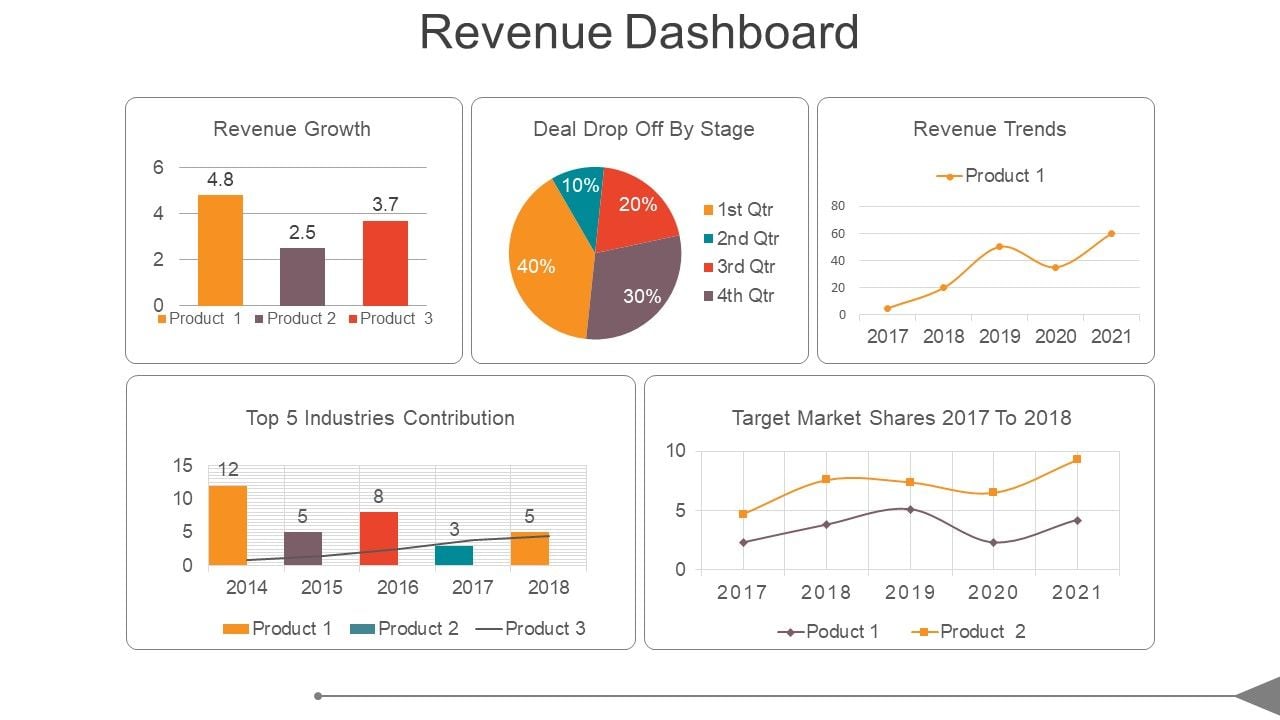 Revenue Dashboard
Revenue Growth
6
4
2
0
4.8
2.5
3.7
Product 1 Product 2 Product 3
Deal Drop Off By Stage
10%
20%
40%
30%
1st Qtr
2nd Qtr
3rd Qtr
4th Qtr
Revenue Trends
Product 1
80
60
40
20
0
2017 2018 2019 2020 2021
Top 5 Industries Contribution
15
10
5
0
12
5
8
3
5
2014 2015 2016 2017 2018
Product 1 Product 2 Product 3
Target Market Shares 2017 To 2018
10
5
0
2017 2018 2019 2020 2021
Poduct 1 Product 2